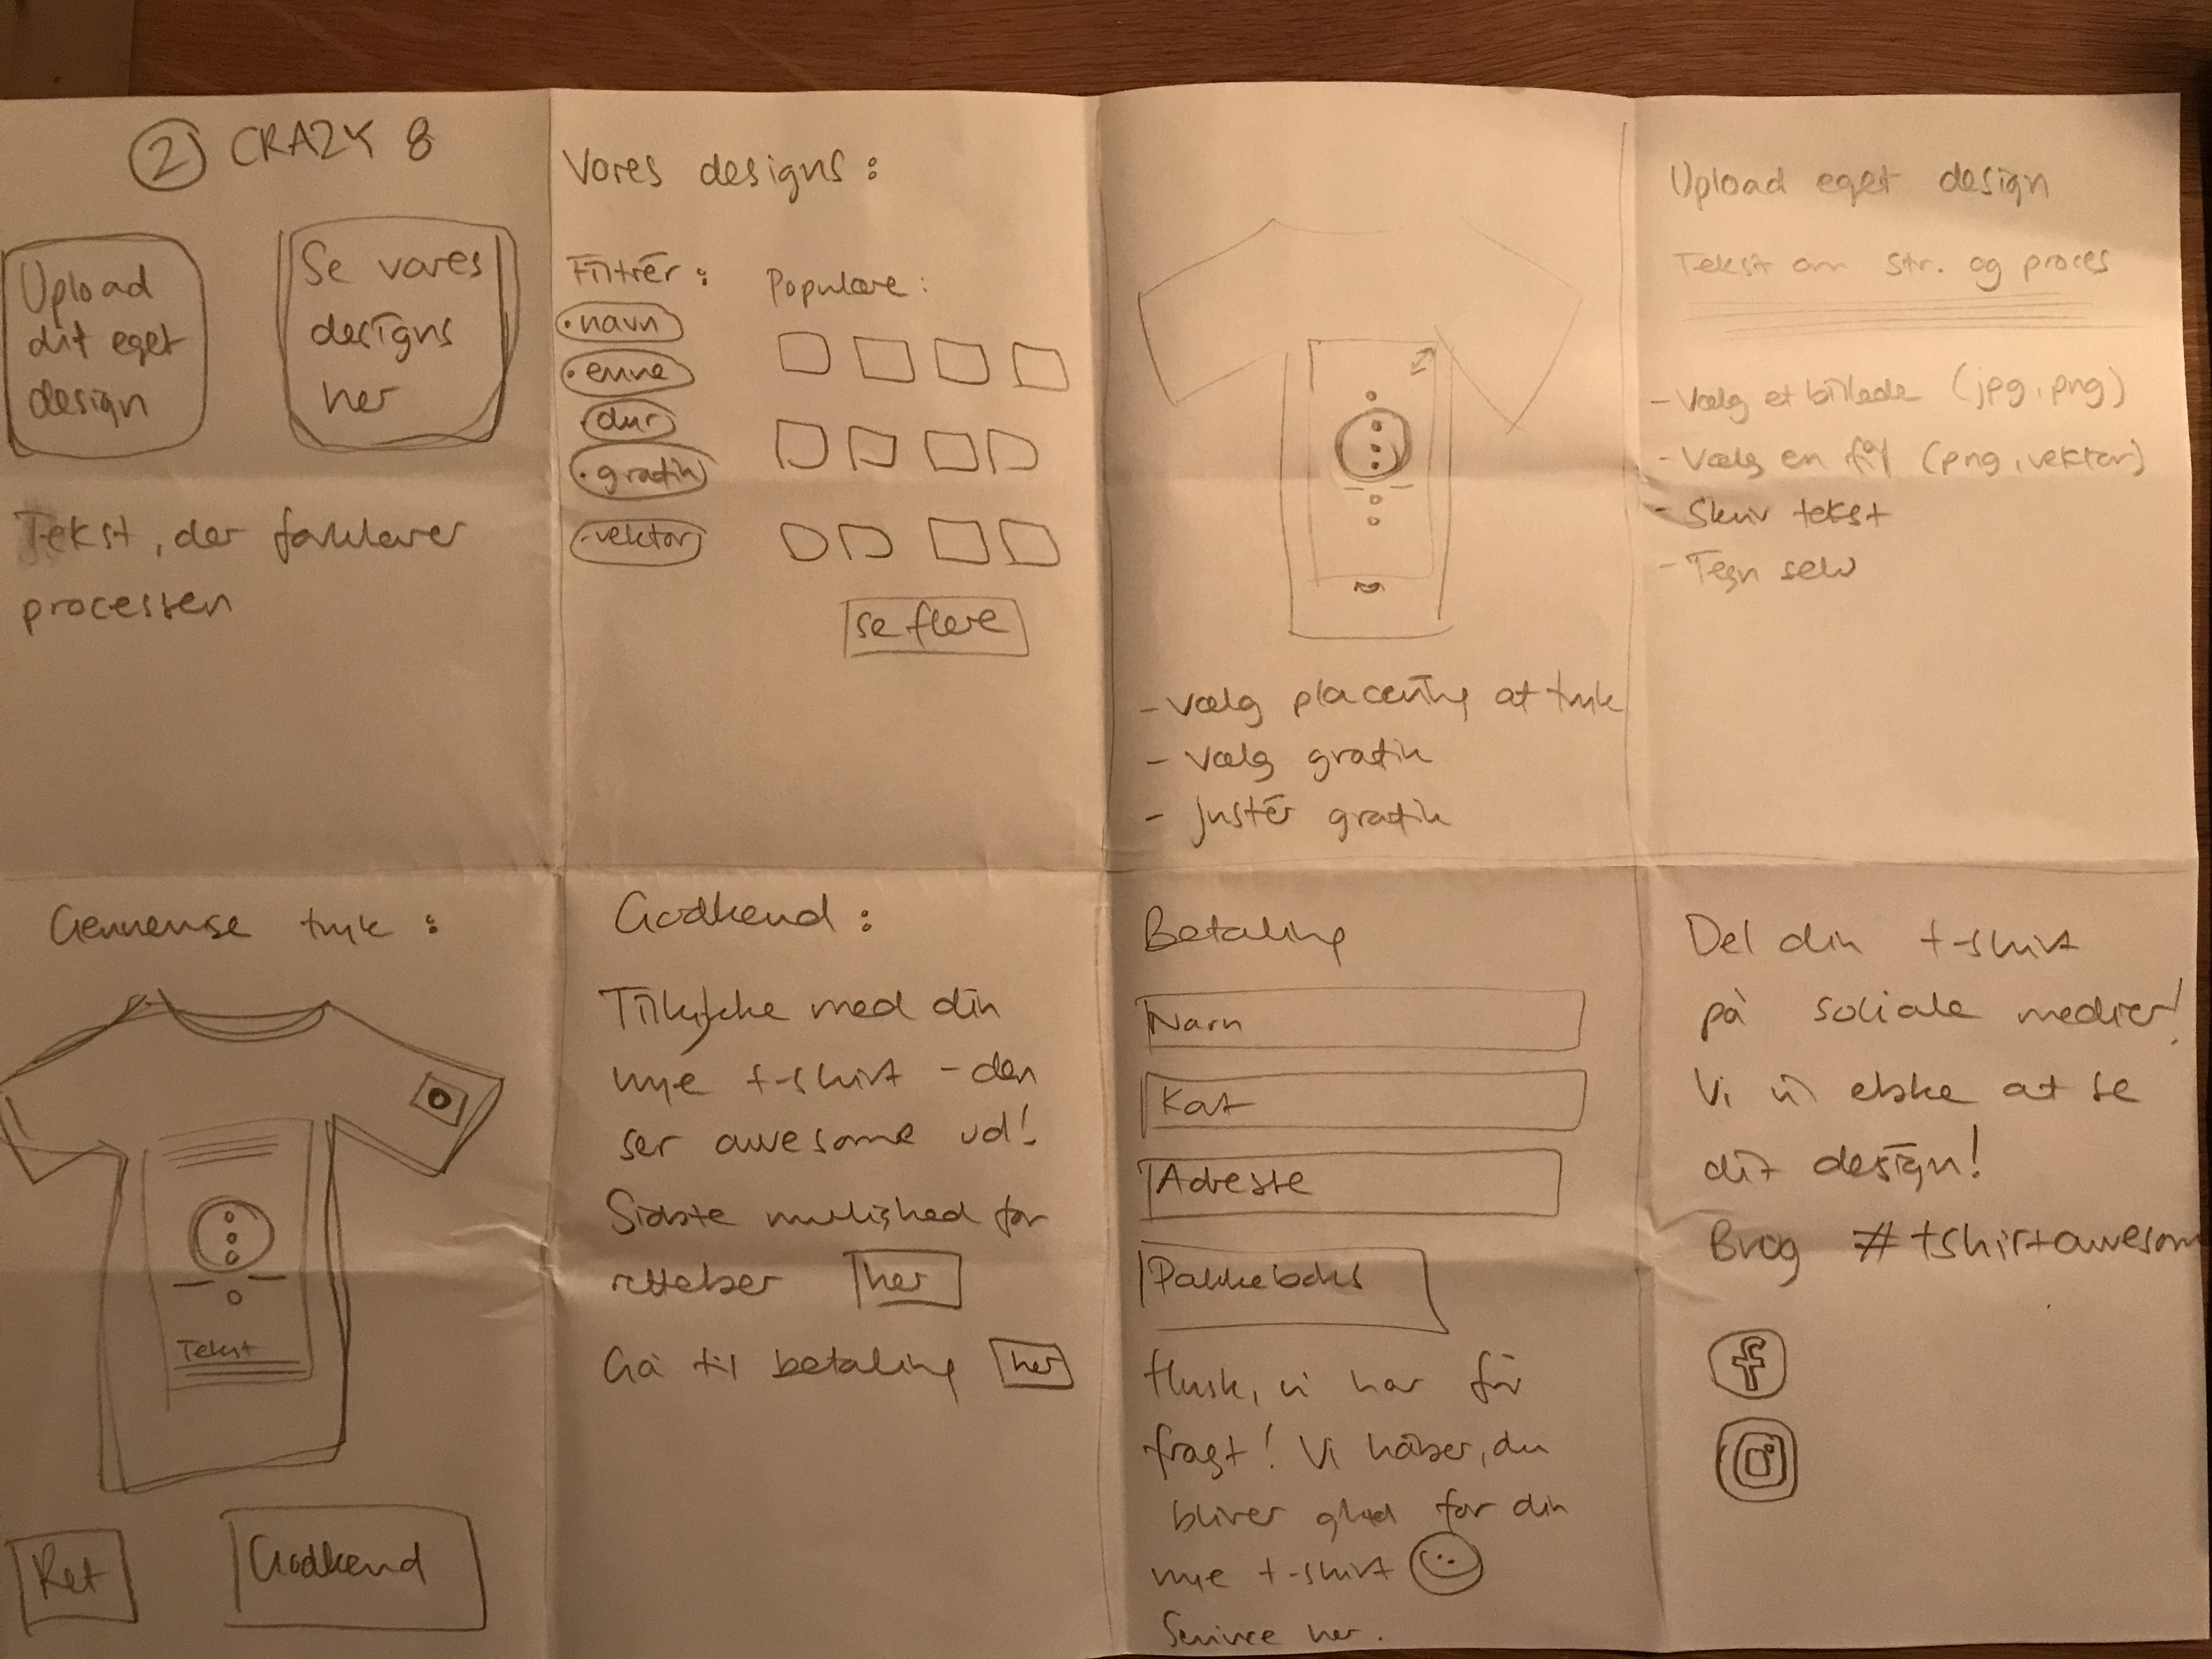 2 CRAZY 8
Upload
dit eget
design
Se vores
designs
her
Tekst, der forklarer
processen
Vores designs:
Filtrér:
• navn
• emne
dyr
• grafik
- vektor
Populære:
se flere
- Vælg placering af tryk
- Vælg grafik
- justér grafik
Upload eget design
Tekst om str. og proces
- Vælg et billede (jpg, png)
- Vælg en fil (png, vektor)
- Skriv tekst
- Tegn selv
Gennemse tryk:
Tekst
Ret
Godkend
Godkend:
Tillykke med din
nye t-shirt - den
ser awesome ud!
Sidste mulighed for
rettelser her
Gå til betaling her
Betaling
Navn
Kort
Adresse
Pakkeboks
Husk, vi har fri
fragt! Vi håber, du
bliver glad for din
nye t-shirt
Service her.
Del din t-shirt
på sociale medier!
Vi vil elske at se
dit design!
Brug #tshirtawesom
f